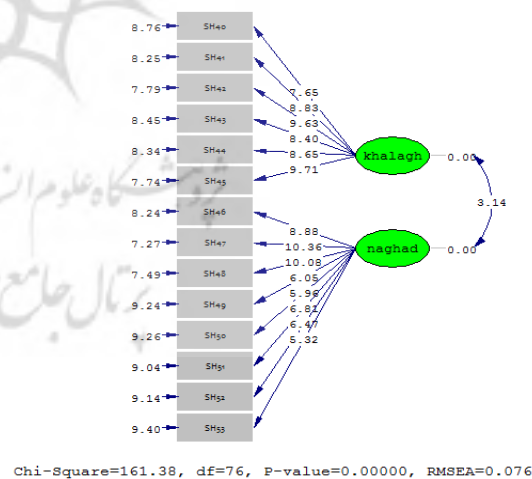 8.76 SH40
8.25 SH41
7.79 SH42
8.45 SH43
8.34 SH44
7.74 SH45
8.24 SH46
7.27 SH47
7.49 SH48
9.24 SH49
9.26 SH50
9.04 SH51
9.14 SH52
9.40 SH53
7.65
8.83
9.63
8.40
8.65
9.71
khalagh 0.00
3.14
8.88
10.36
10.08
6.05
5.96
6.81
6.47
5.32
naghad 0.00
Chi-Square=161.38, df=76, P-value=0.00000, RMSEA=0.076
پرتال جامع